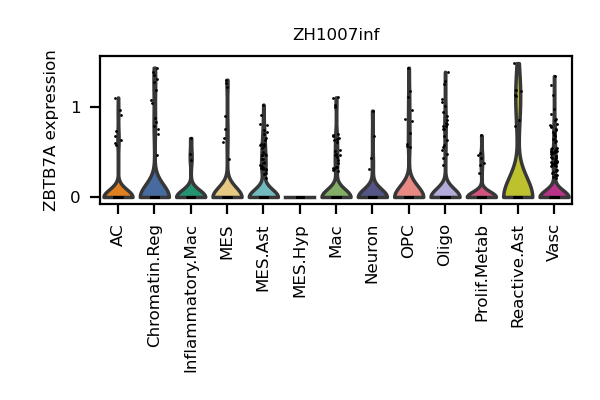 ZH1007inf
ZBTB7A expression
1
0
AC
Chromatin.Reg
Inflammatory.Mac
MES
MES.Ast
MES.Hyp
Mac
Neuron
OPC
Oligo
Prolif.Metab
Reactive.Ast
Vasc